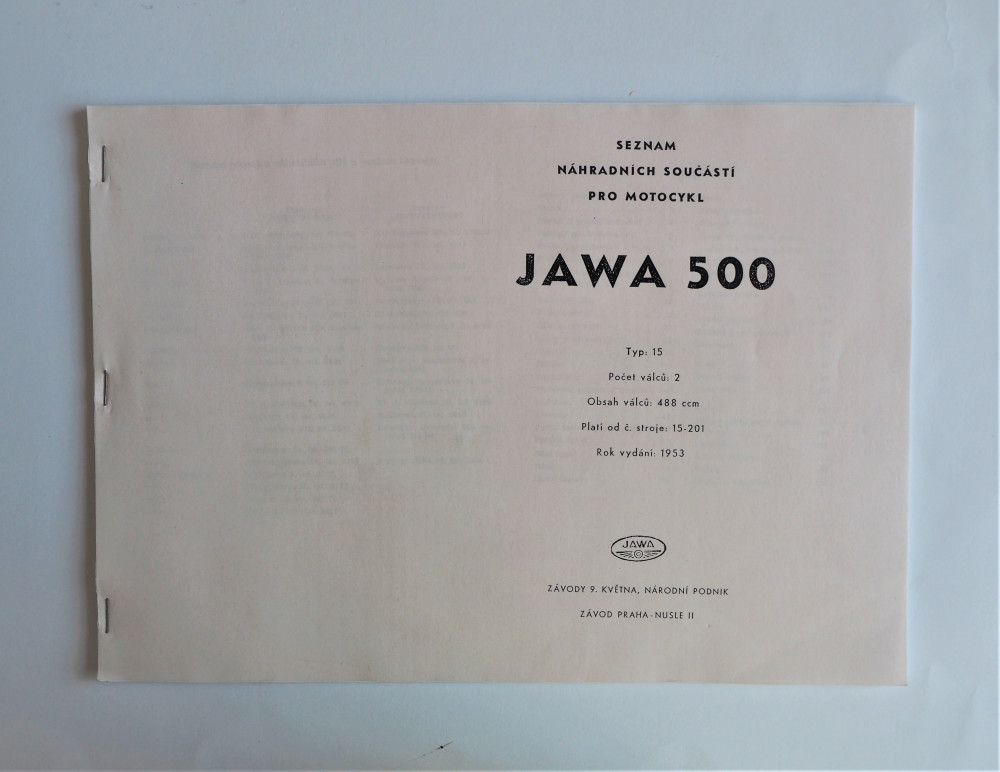 SEZNAM
NÁHRADNÍCH SOUČÁSTÍ
PRO MOTOCYKL
JAWA 500
Typ: 15
Počet válců: 2
Obsah válců: 488 ccm
Platí od č. stroje: 15-201
Rok vydání: 1953
JAWA
ZÁVODY 9. KVĚTNA, NÁRODNÍ PODNIK
ZÁVOD PRAHA-NUSLE II